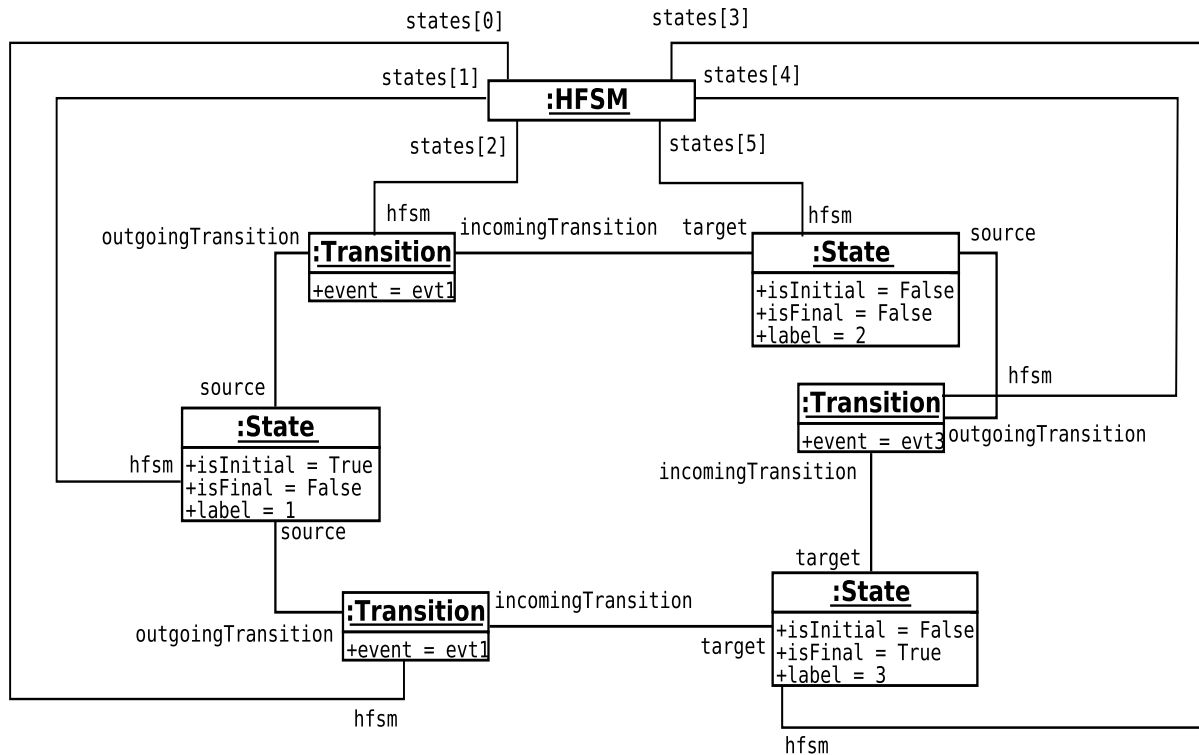 states[0]
states[3]
states[1]
states[4]
:HFSM
states[2]
states[5]
hfsm
hfsm
outgoingTransition
incomingTransition
target
source
:Transition
+event = evt1
:State
+isInitial = False
+isFinal = False
+label = 2
hfsm
source
:Transition
+event = evt3
outgoingTransition
:State
hfsm
+isInitial = True
+isFinal = False
+label = 1
incomingTransition
source
target
:Transition
+event = evt1
incomingTransition
outgoingTransition
target
:State
+isInitial = False
+isFinal = True
+label = 3
hfsm
hfsm